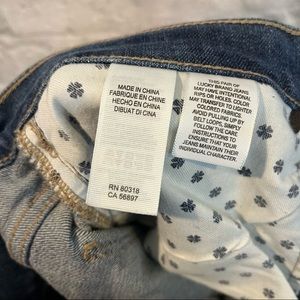 MADE IN CHINA
FABRIQUE EN CHINE
HECHO EN CHINA
DIBUAT DI CINA
RN 80318
CA 56897
THIS PAIR OF
LUCKY BRAND JEANS
MAY HAVE INTENTIONAL
RIPS OR HOLES. COLOR
MAY TRANSFER TO LIGHTER
COLORED FABRICS OR
AVOID PULLING UP BY
BELT LOOPS. SIMPLY
FOLLOW THE CARE
INSTRUCTIONS TO
ENSURE YOUR
JEANS MAINTAIN THEIR
INDIVIDUAL CHARACTER.